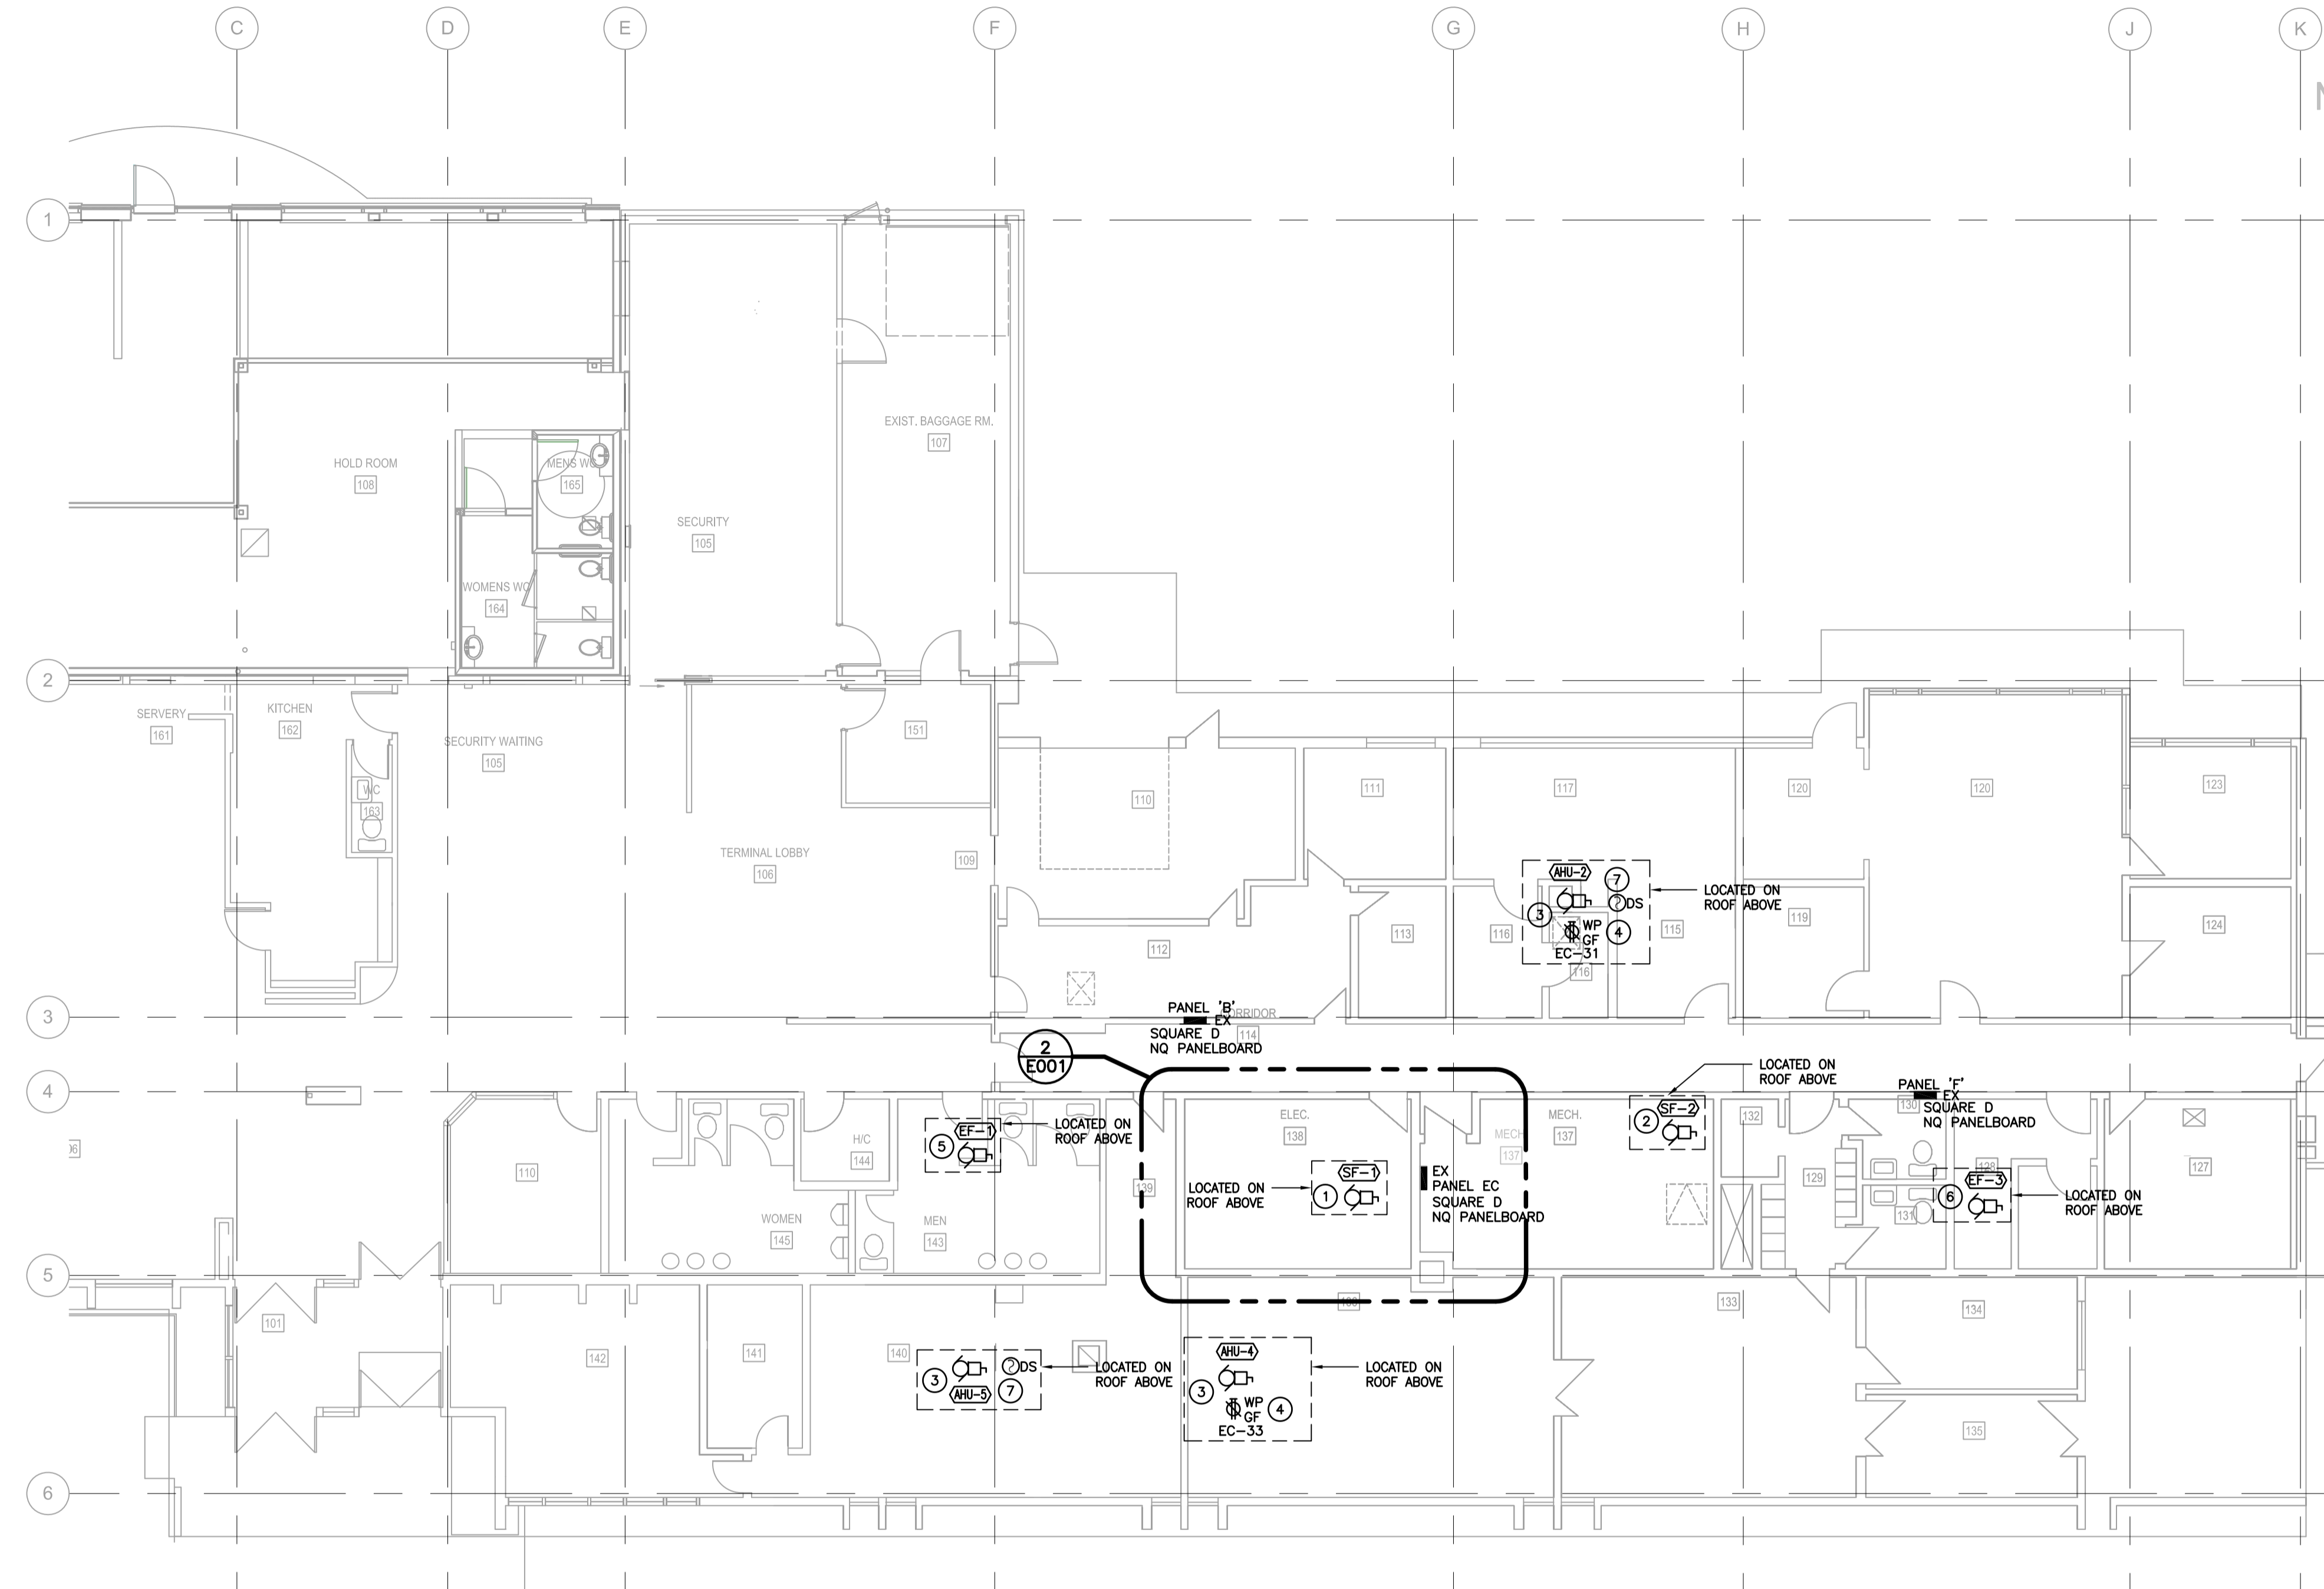 C
D
E
F
G
H
J
K
N
1
EXIST. BAGGAGE RM.
107
HOLD ROOM
108
MENS WC
165
SECURITY
105
WOMENS WC
164
2
SERVERY
161
KITCHEN
162
SECURITY WAITING
105
WC
163
151
TERMINAL LOBBY
106
109
110
111
117
120
120
123
AHU-2
7
LOCATED ON
ROOF ABOVE
DS
3
WP
GF
4
EC-31
112
113
116
116
115
119
124
3
PANEL 'B'
EX
SQUARE D
NQ PANELBOARD
CORRIDOR
114
2
E001
4
LOCATED ON
ROOF ABOVE
SF-2
2
PANEL 'F'
EX
SQUARE D
NQ PANELBOARD
130
132
110
H/C
144
EF-1
5
LOCATED ON
ROOF ABOVE
ELEC.
138
MECH.
137
MECH.
137
139
LOCATED ON
ROOF ABOVE
SF-1
1
EX
PANEL EC
SQUARE D
NQ PANELBOARD
129
128
131
EF-3
6
LOCATED ON
ROOF ABOVE
127
WOMEN
145
MEN
143
5
101
142
141
140
3
AHU-5
DS
7
LOCATED ON
ROOF ABOVE
AHU-4
3
WP
GF
4
EC-33
LOCATED ON
ROOF ABOVE
133
134
135
6